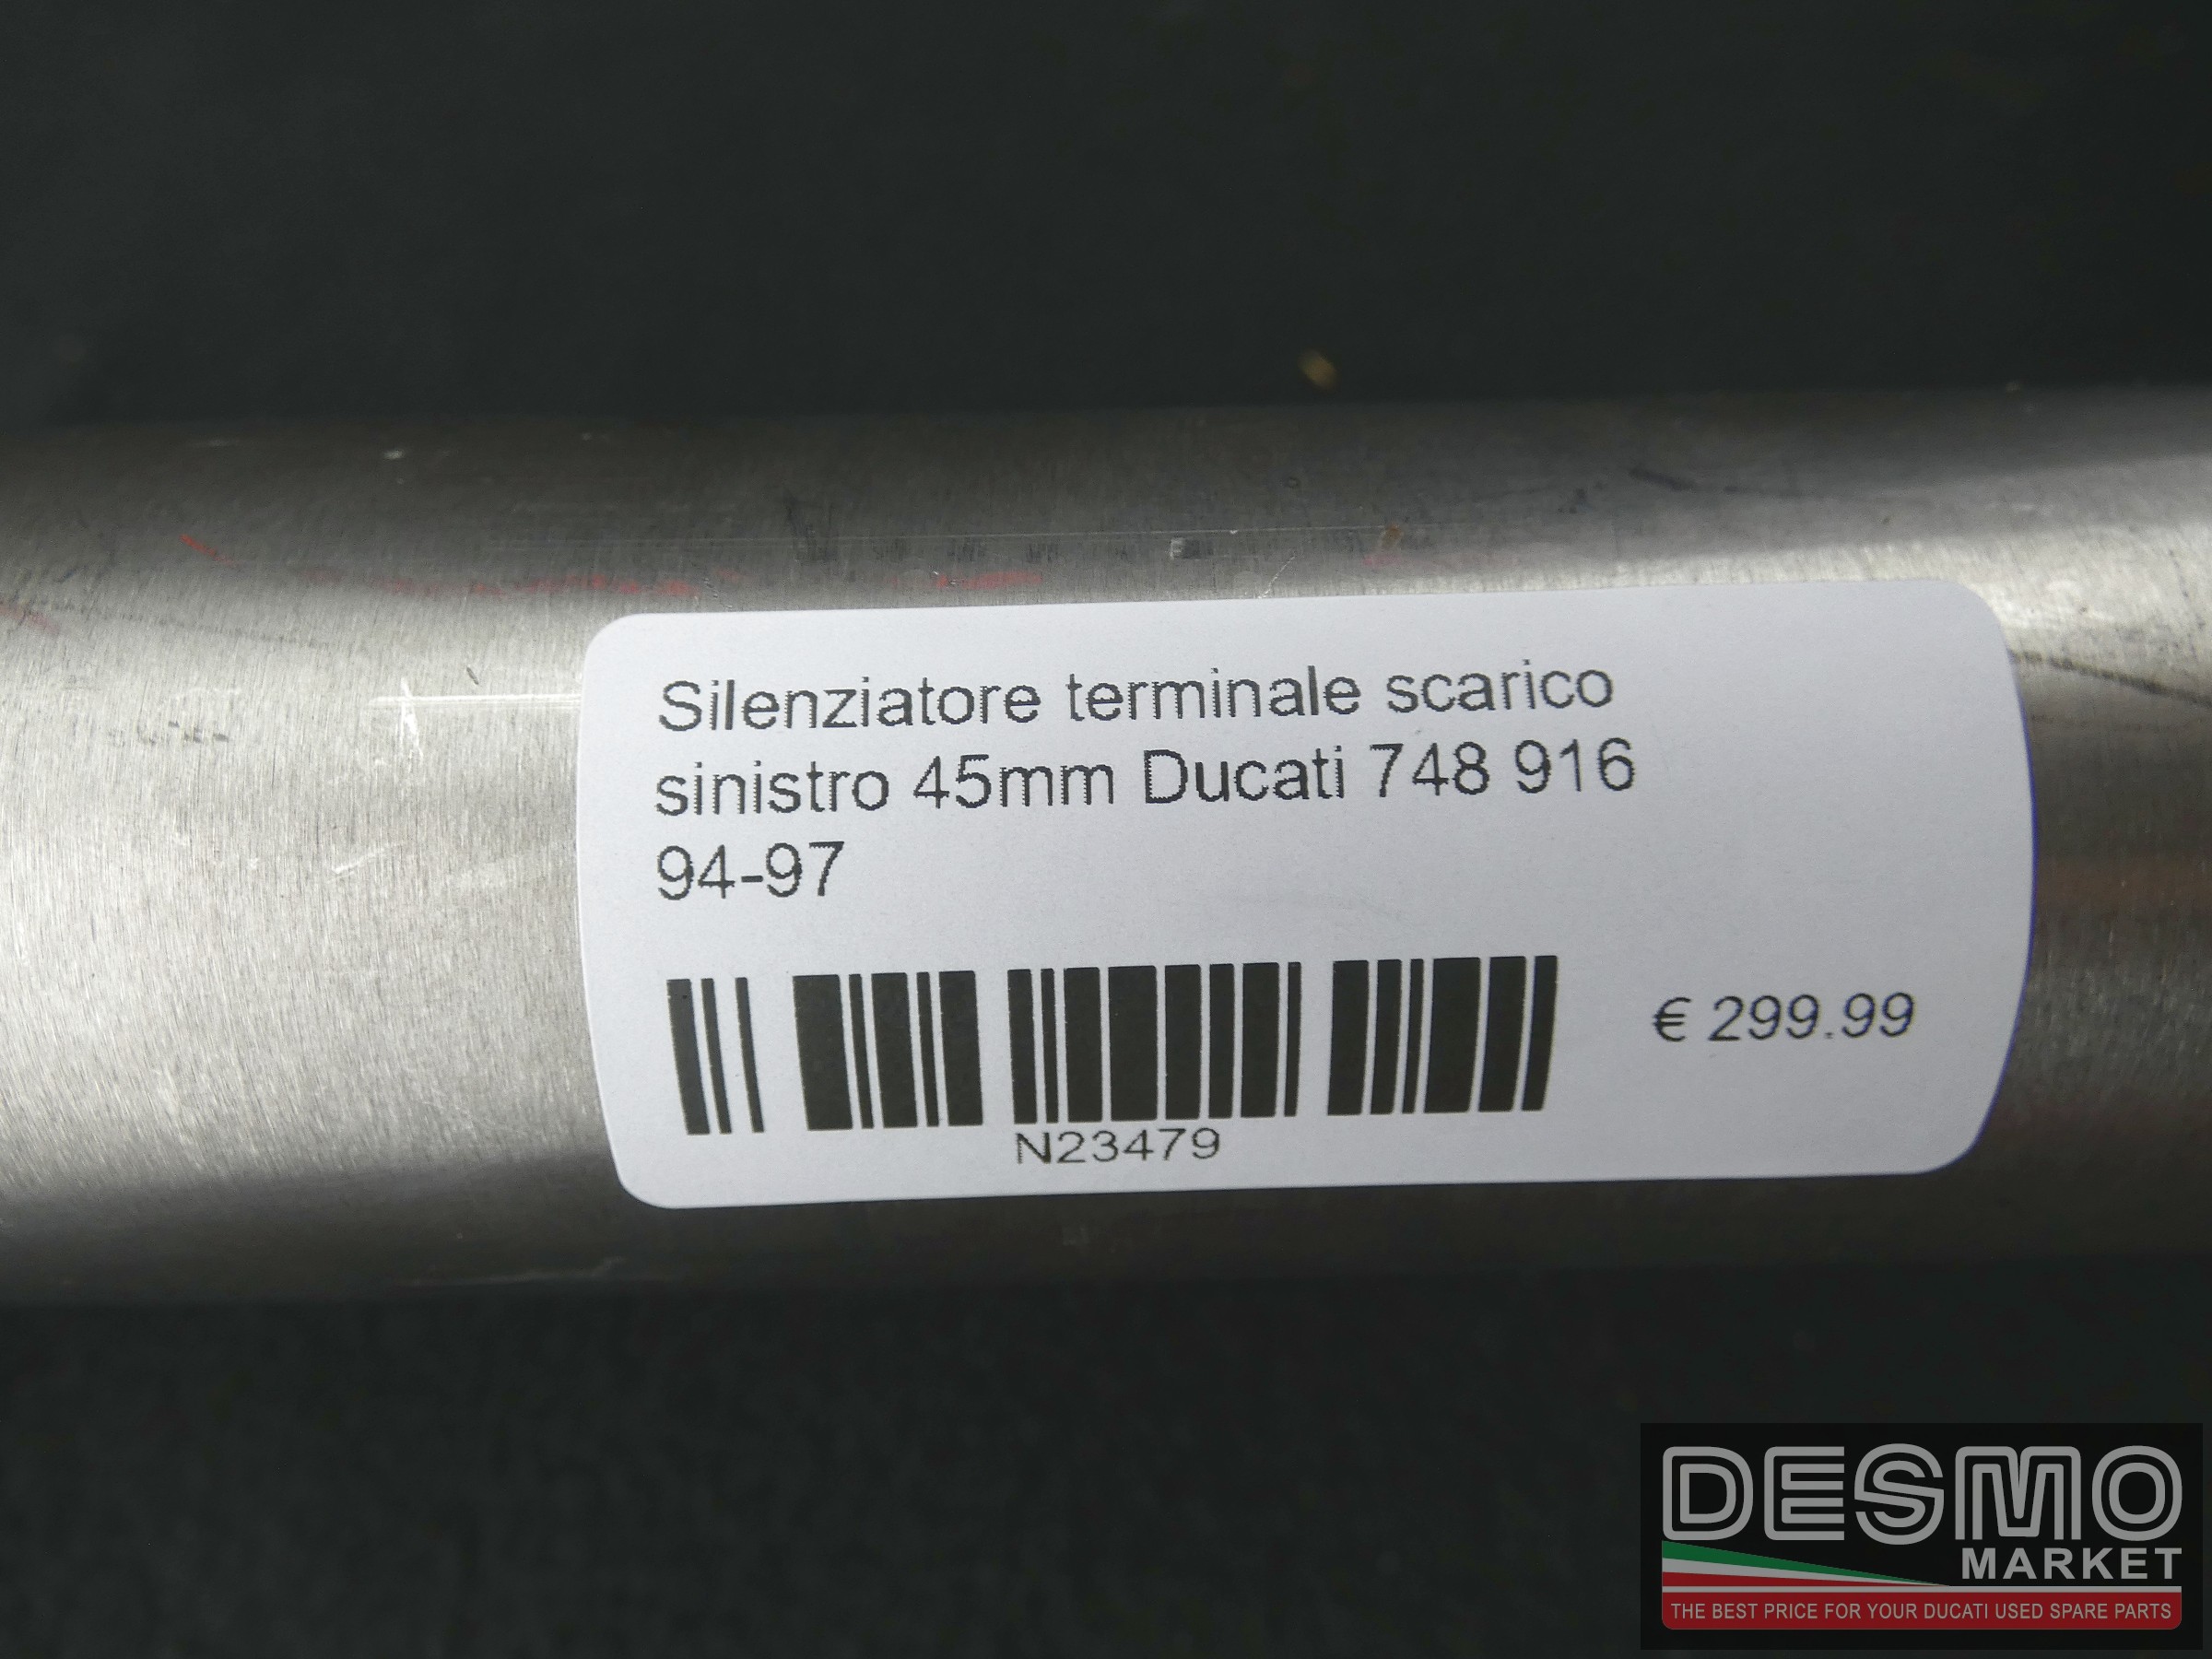 Silenziatore terminale scarico
sinistro 45mm Ducati 748 916
94-97
€ 299.99
N23479
DESMO
MARKET
THE BEST PRICE FOR YOUR DUCATI USED SPARE PARTS